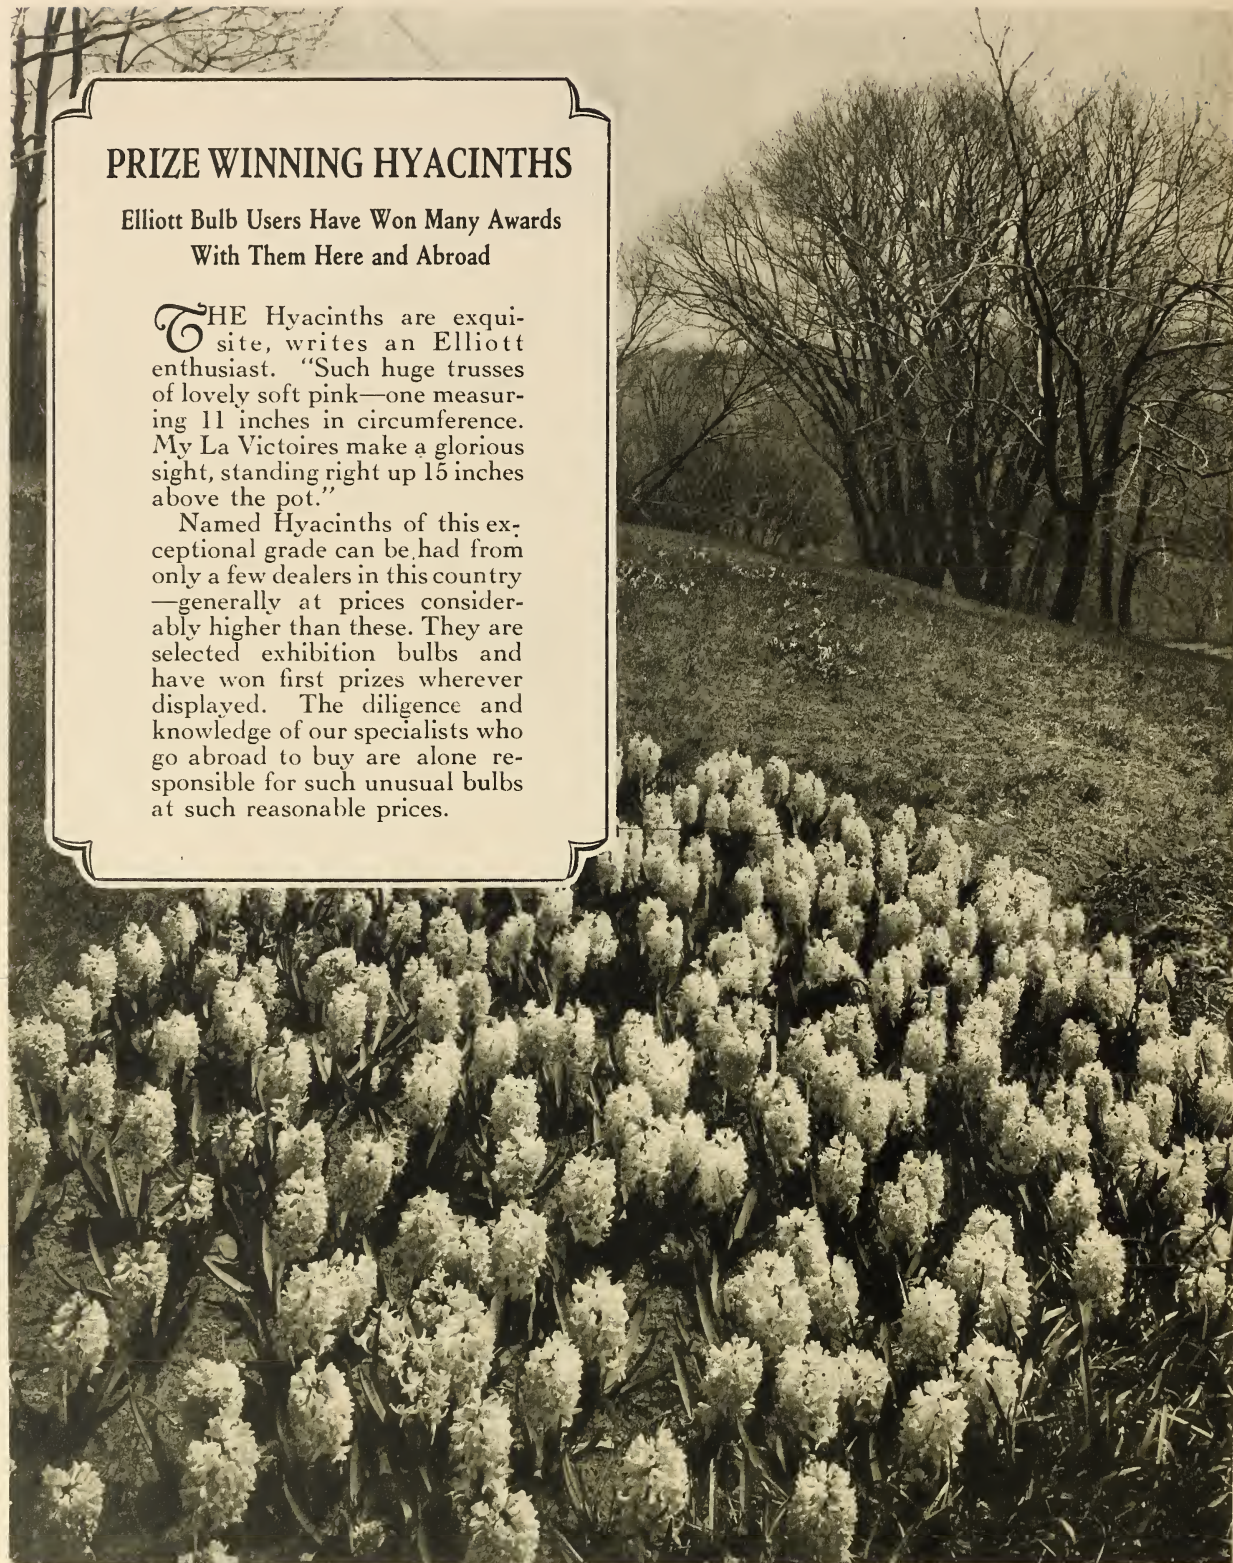 PRIZE WINNING HYACINTHS
Elliott Bulb Users Have Won Many Awards
With Them Here and Abroad
THE Hyacinths are exqui-
site, writes an Elliott
enthusiast. "Such huge trusses
of lovely soft pink—one measur-
ing 11 inches in circumference.
My La Victoires make a glorious
sight, standing right up 15 inches
above the pot."
Named Hyacinths of this ex-
ceptional grade can be had from
only a few dealers in this country
—generally at prices consider-
ably higher than these. They are
selected exhibition bulbs and
have won first prizes wherever
displayed. The diligence and
knowledge of our specialists who
go abroad to buy are alone re-
sponsible for such unusual bulbs
at such reasonable prices.